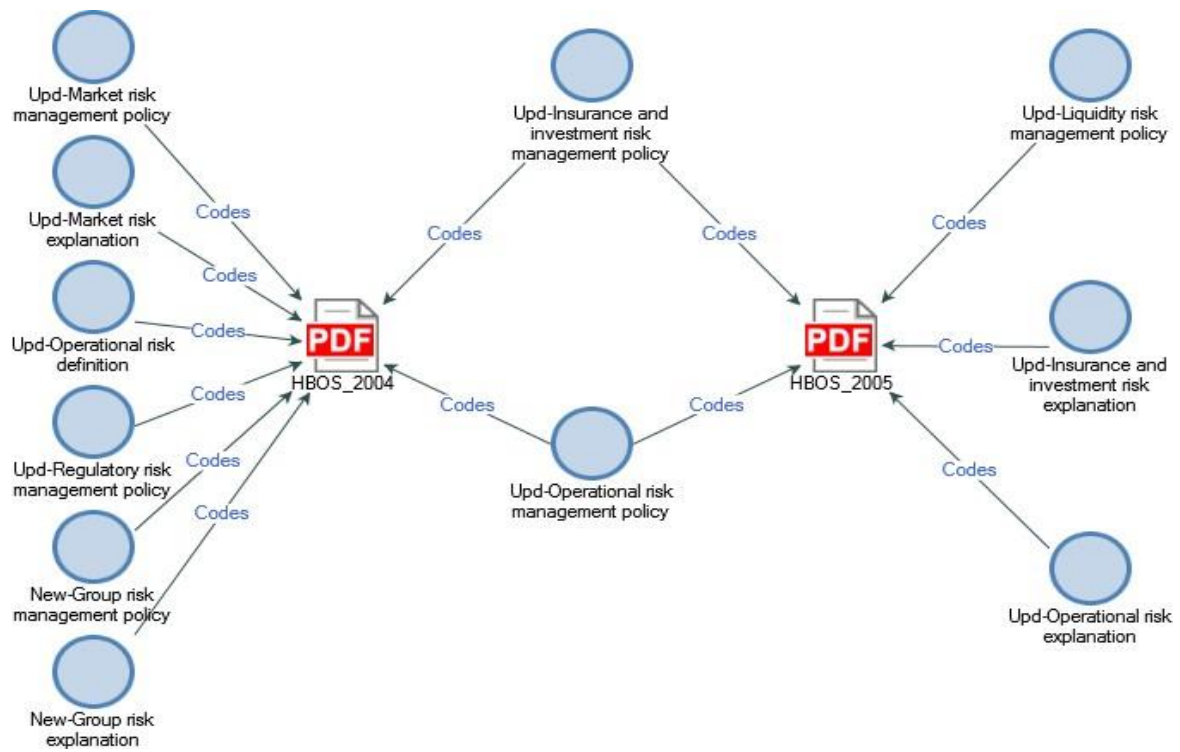 Upd-Market risk
management policy
Upd-Market risk
explanation
Upd-Operational risk
definition
Upd-Regulatory risk
management policy
New-Group risk
management policy
New-Group risk
explanation
Codes
Codes
Codes
Codes
Codes
Codes
PDF
HBOS_2004
Upd-Insurance and
investment risk
management policy
Codes
Codes
Codes
Codes
Upd-Operational risk
management policy
PDF
HBOS_2005
Upd-Liquidity risk
management policy
Codes
Codes
Upd-Insurance and
investment risk
explanation
Codes
Upd-Operational risk
explanation